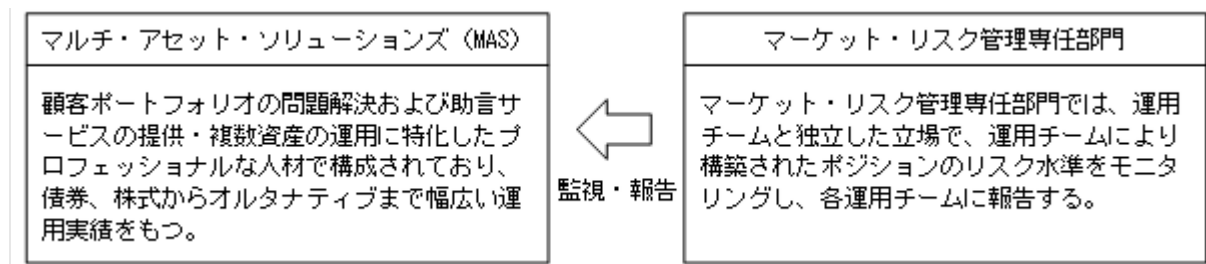 マルチ・アセット・ソリューションズ（MAS）
顧客ポートフォリオの問題解決および助言サ
ービスの提供・複数資産の運用に特化したプ
ロフェッショナルな人材で構成されており、
債券、株式からオルタナティブまで幅広い運
用実績をもつ。
監視・報告
マーケット・リスク管理専任部門
マーケット・リスク管理専任部門では、運用
チームと独立した立場で、運用チームにより
構築されたポジションのリスク水準をモニタ
リングし、各運用チームに報告する。